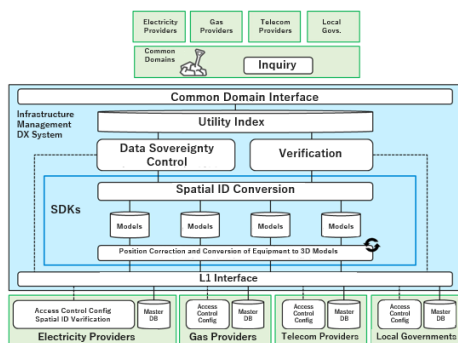 Electricity
Providers
Gas
Providers
Telecom
Providers
Local
Govs.
Common
Domains
Inquiry
Common Domain Interface
Infrastructure
Management
DX System
Utility Index
Data Sovereignty
Control
Verification
Spatial ID Conversion
SDKs
Models
Models
Models
Models
Position Correction and Conversion of Equipment to 3D Models
L1 Interface
Access Control Config
Spatial ID Verification
Master
DB
Access
Control
Config
Master
DB
Access
Control
Config
Master
DB
Access
Control
Config
Master
DB
Electricity Providers
Gas Providers
Telecom Providers
Local Governments